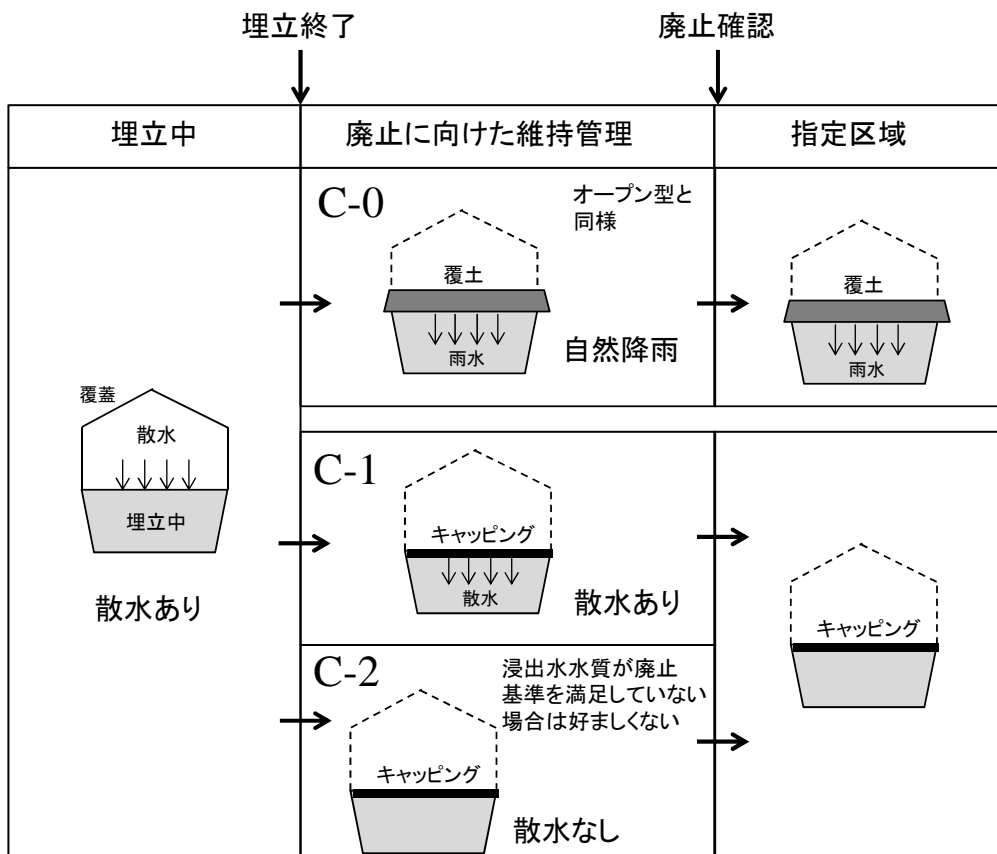 埋立終了
廃止確認
埋立中
廃止に向けた維持管理
指定区域
覆蓋
散水
埋立中
散水あり
C-0
オープン型と
同様
覆土
雨水
自然降雨
覆土
雨水
C-1
キャッピング
散水
散水あり
C-2
浸出水水質が廃止
基準を満足していない
場合は好ましくない
キャッピング
散水なし
キャッピング